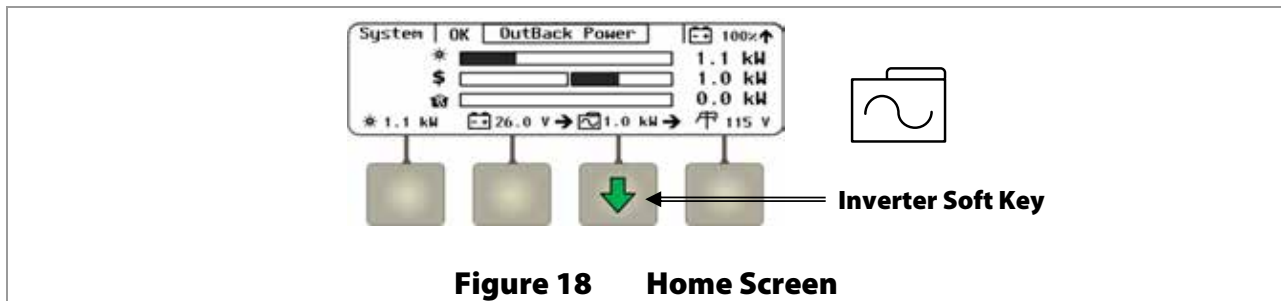 System OK OutBack Power 100%↑
1.1 kW
$ 1.0 kW
0.0 kW
1.1 kW 26.0 V → 1.0 kW → 115 V
Inverter Soft Key
Figure 18 Home Screen